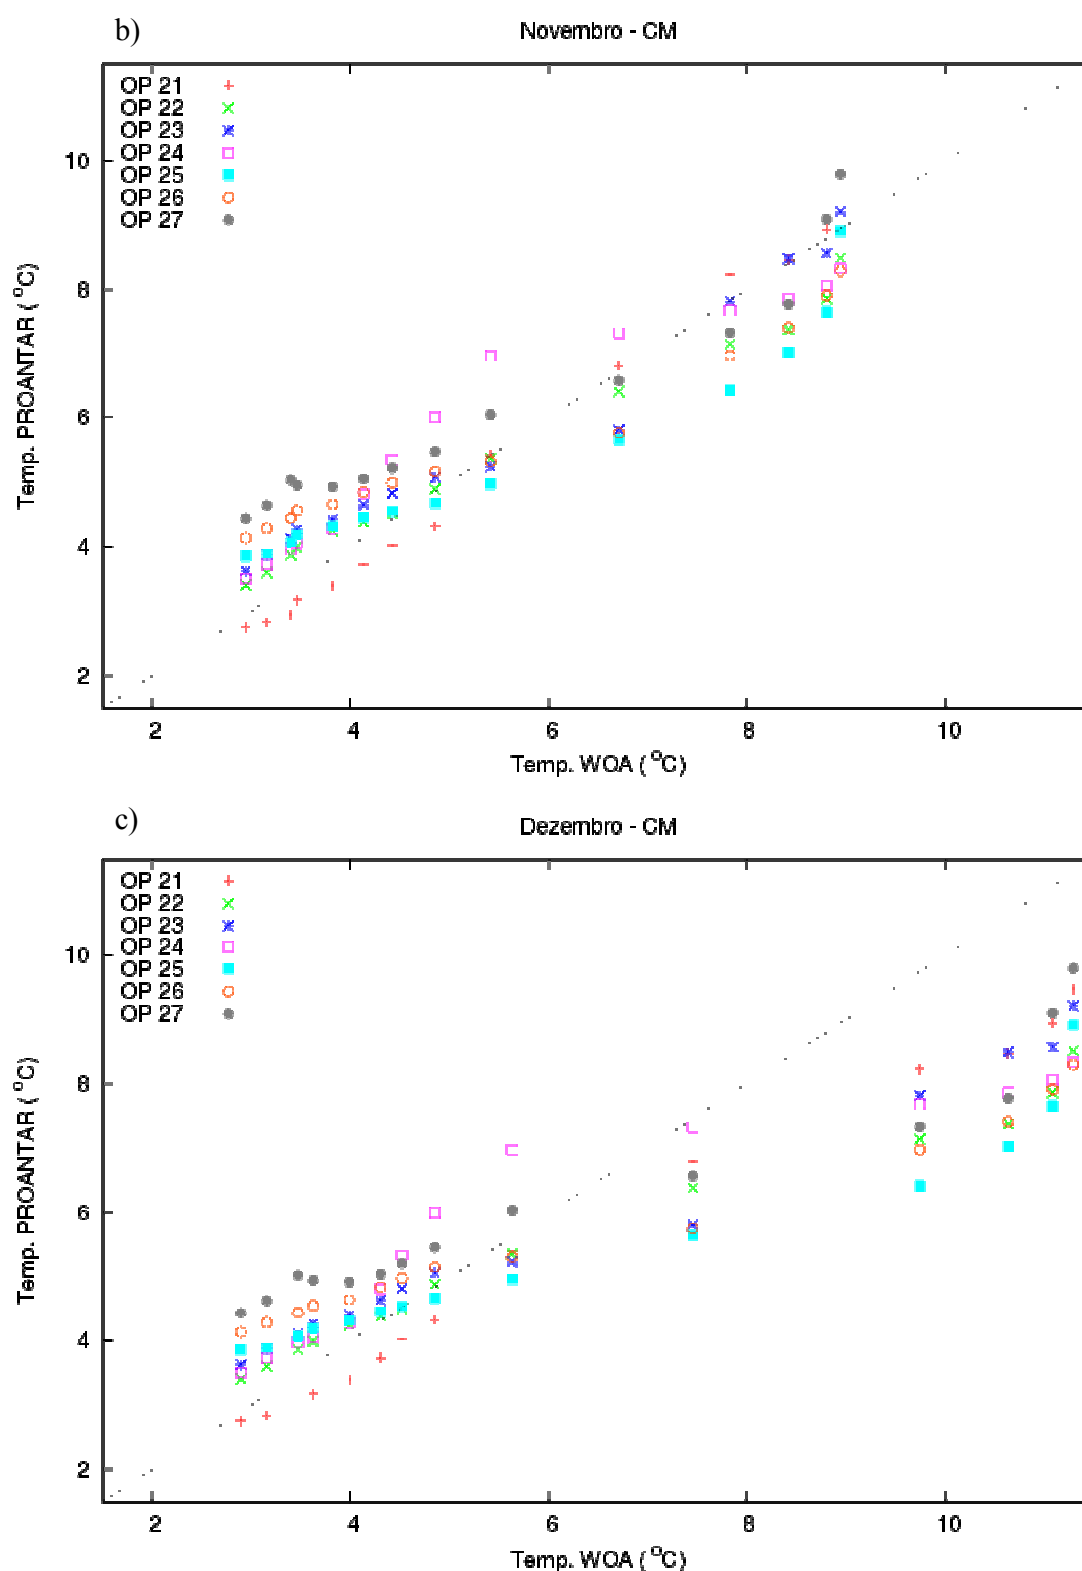 b)
Novembro - CM
OP 21
OP 22
OP 23
OP 24
OP 25
OP 26
OP 27
10
8
6
4
2
Temp. PROANTAR ( °C)
2 4 6 8 10
Temp. WOA ( °C)
c)
Dezembro - CM
OP 21
OP 22
OP 23
OP 24
OP 25
OP 26
OP 27
10
8
6
4
2
Temp. PROANTAR ( °C)
2 4 6 8 10
Temp. WOA ( °C)